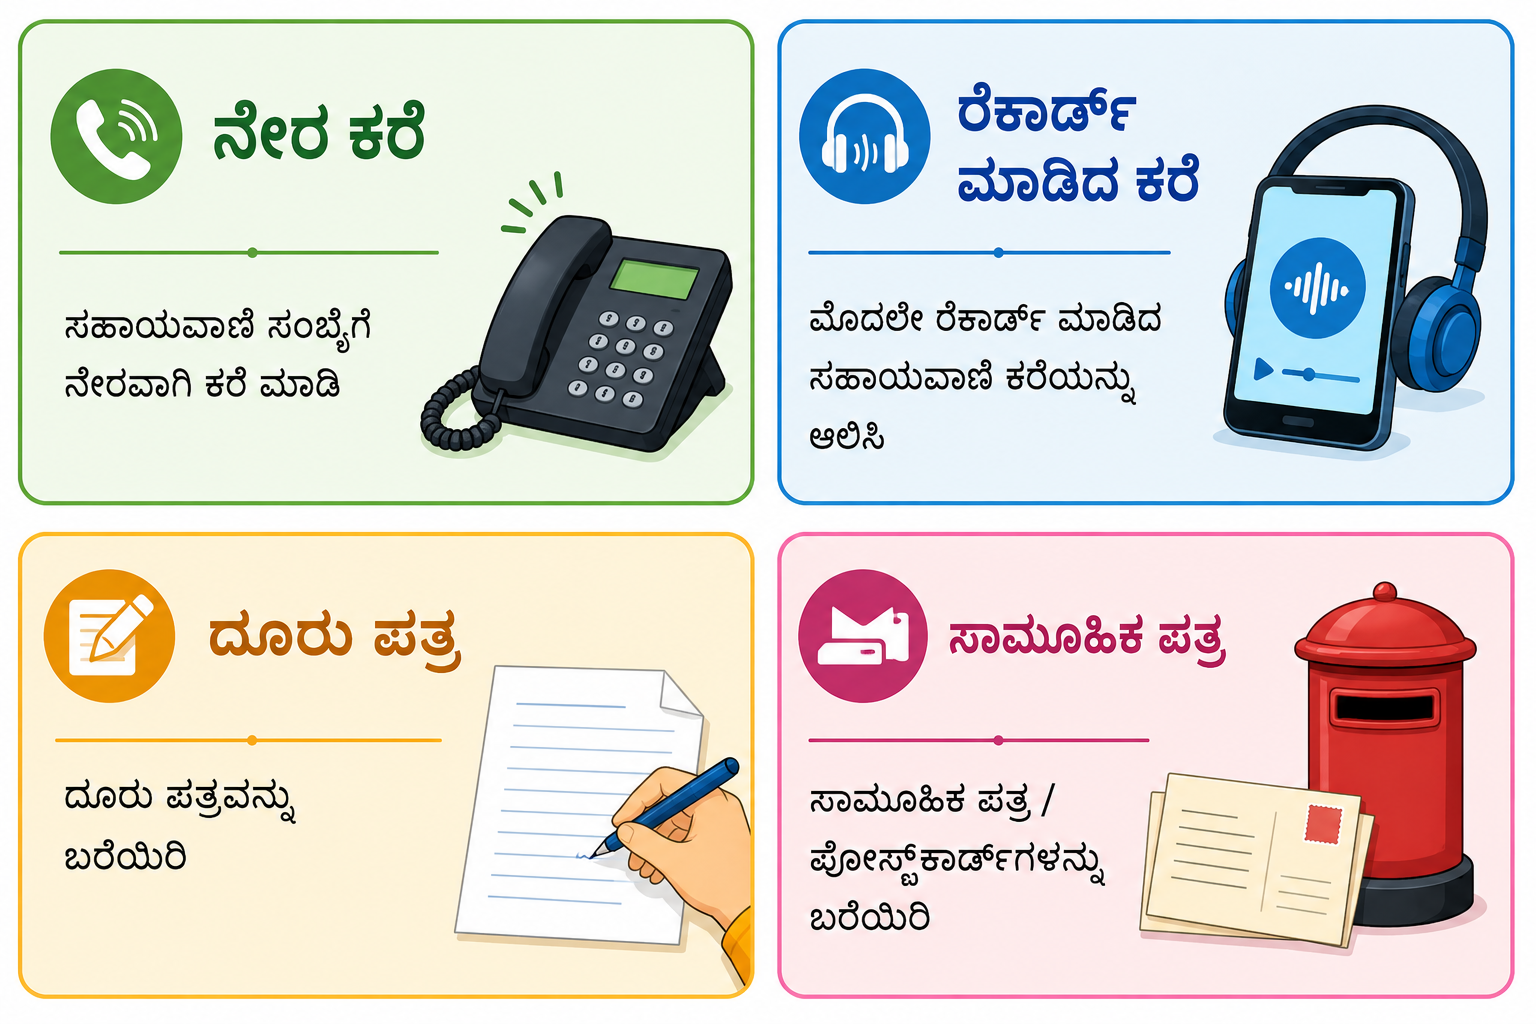 ನೇರ ಕರೆ
ಸಹಾಯವಾಣಿ ಸಂಬ್ಯೆಗೆ
ನೇರವಾಗಿ ಕರೆ ಮಾಡಿ
ರೆಕಾರ್ಡ್
ಮಾಡಿದ ಕರೆ
ಮೊದಲೇ ರೆಕಾರ್ಡ್ ಮಾಡಿದ
ಸಹಾಯವಾಣಿ ಕರೆಯನ್ನು
ಆಲಿಸಿ
ದೂರು ಪತ್ರ
ದೂರು ಪತ್ರವನ್ನು
ಬರೆಯಿರಿ
ಸಾಮೂಹಿಕ ಪತ್ರ
ಸಾಮೂಹಿಕ ಪತ್ರ /
ಪೋಸ್ಟ್‌ಕಾರ್ಡ್‌ಗಳನ್ನು
ಬರೆಯಿರಿ